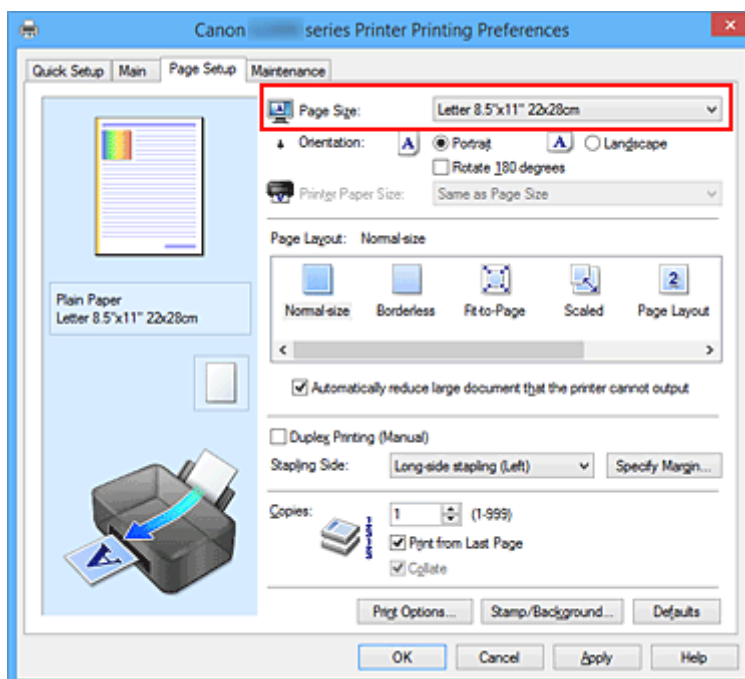 Canon series Printer Printing Preferences
Quick Setup Main Page Setup Maintenance
Page Size: Letter 8.5"x11" 22x28cm
Orientation: A Portrait A Landscape
Rotate 180 degrees
Printer Paper Size: Same as Page Size
Page Layout: Normal-size
2
Normal-size Borderless Fit-to-Page Scaled Page Layout
Automatically reduce large document that the printer cannot output
Plain Paper
Letter 8.5"x11" 22x28cm
Duplex Printing (Manual)
Stapling Side: Long-side stapling (Left) Specify Margin...
Copies: 1 (1-999)
Print from Last Page
Collate
A
Print Options... Stamp/Background... Defaults
OK Cancel Apply Help